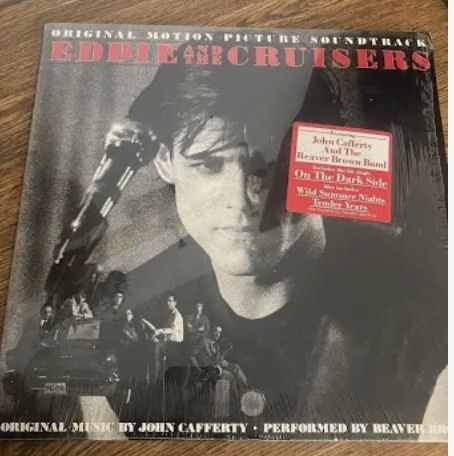 ORIGINAL MOTION PICTURE SOUNDTRACK
EDDIE AND THE CRUISERS
Featuring
John Cafferty
And The
Beaver Brown Band
Includes the hit single
On The Dark Side
Also includes
Wild Summer Nights
Tender Years
ORIGINAL MUSIC BY JOHN CAFFERTY • PERFORMED BY BEAVER BRO